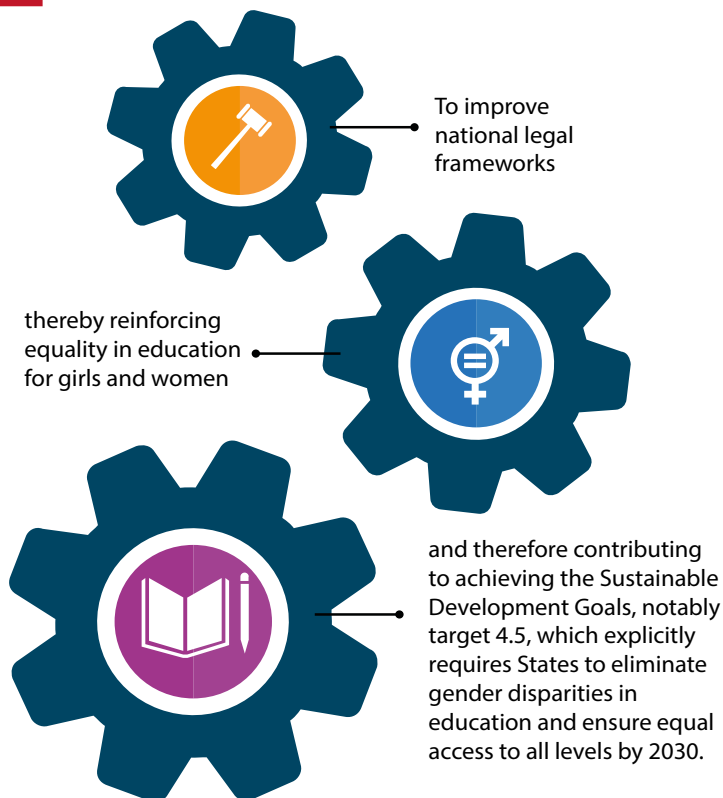 To improve
national legal
frameworks
thereby reinforcing
equality in education
for girls and women
and therefore contributing
to achieving the Sustainable
Development Goals, notably
target 4.5, which explicitly
requires States to eliminate
gender disparities in
education and ensure equal
access to all levels by 2030.